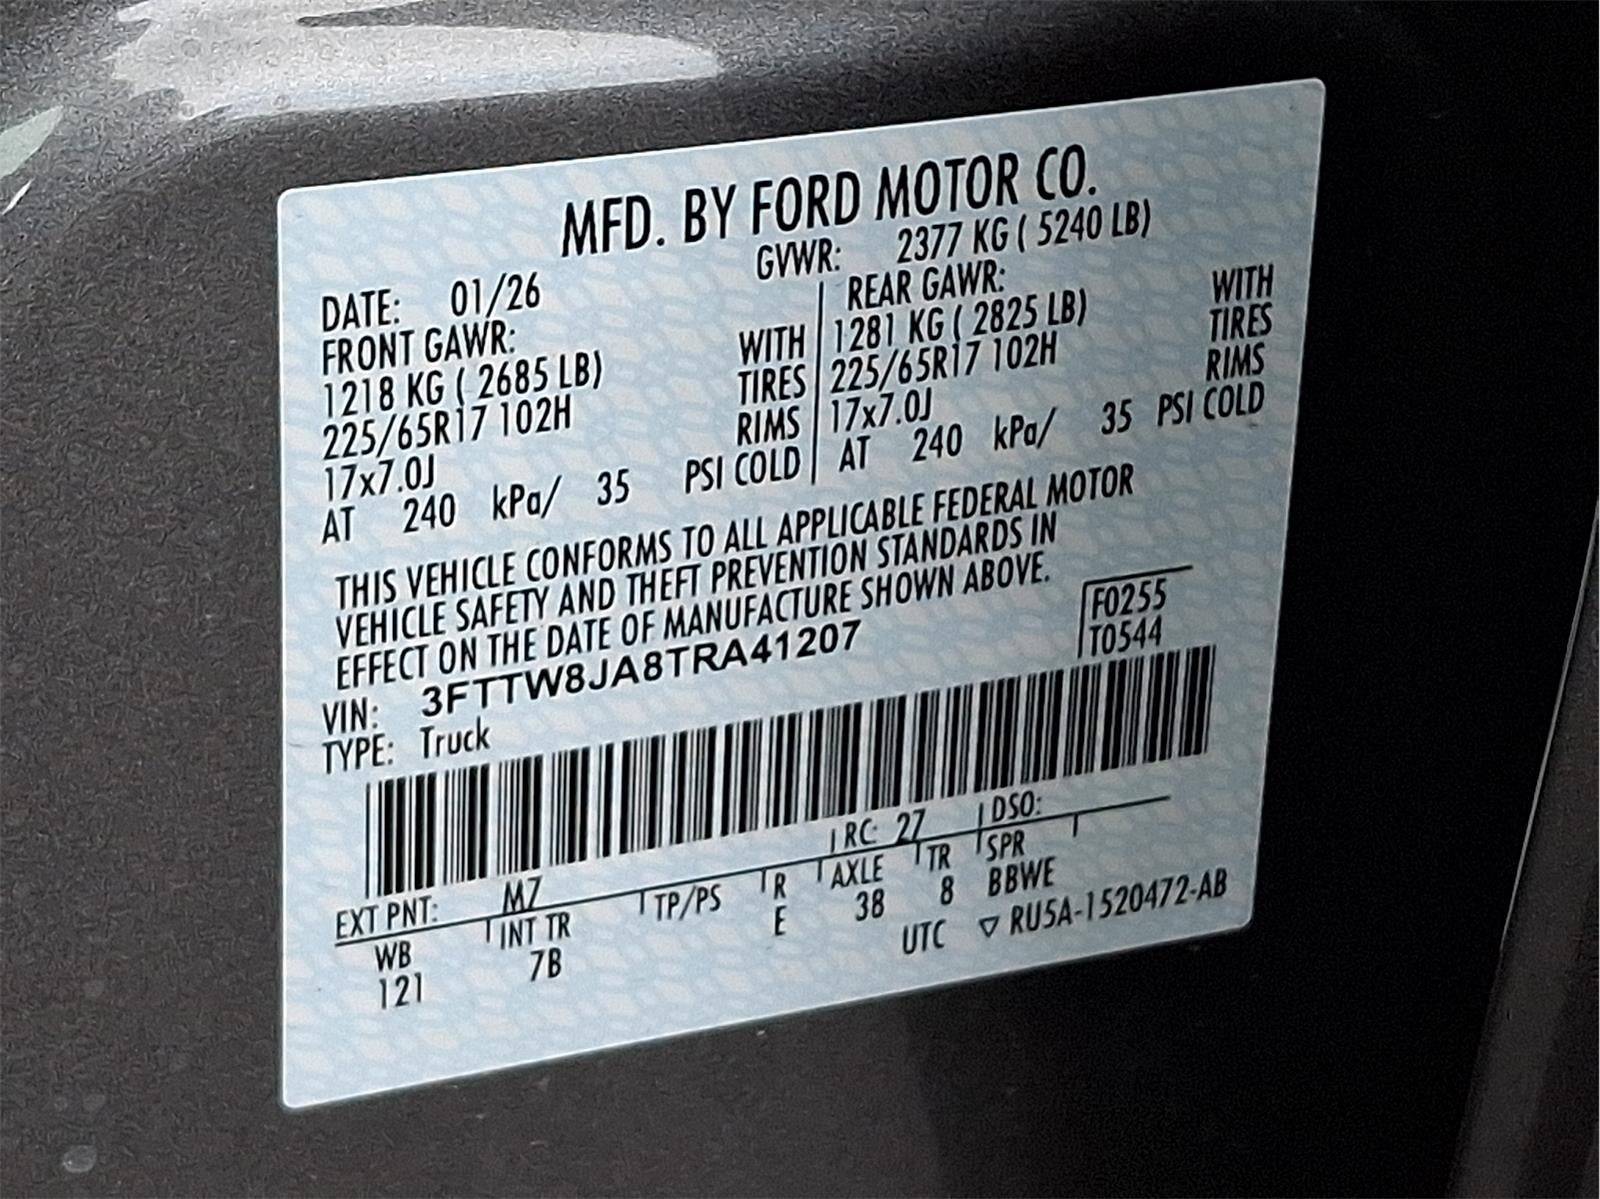 MFD. BY FORD MOTOR CO.
DATE: 01/26 GVWR: 2377 KG ( 5240 LB)
FRONT GAWR: REAR GAWR:
1218 KG ( 2685 LB) WITH 1281 KG ( 2825 LB) WITH
225/65R17 102H TIRES 225/65R17 102H TIRES
17x7.0J RIMS 17x7.0J RIMS
AT 240 kPa/ 35 PSI COLD AT 240 kPa/ 35 PSI COLD
THIS VEHICLE CONFORMS TO ALL APPLICABLE FEDERAL MOTOR
VEHICLE SAFETY AND THEFT PREVENTION STANDARDS IN
EFFECT ON THE DATE OF MANUFACTURE SHOWN ABOVE.
F0255
VIN: 3FTTW8JA8TRA41207 T0544
TYPE: Truck
EXT PNT: M7 RC: 27 DSO:
WB INT TR TP/PS R AXLE TR SPR
121 7B E 38 8 BBWE
UTC ▽ RU5A-1520472-AB